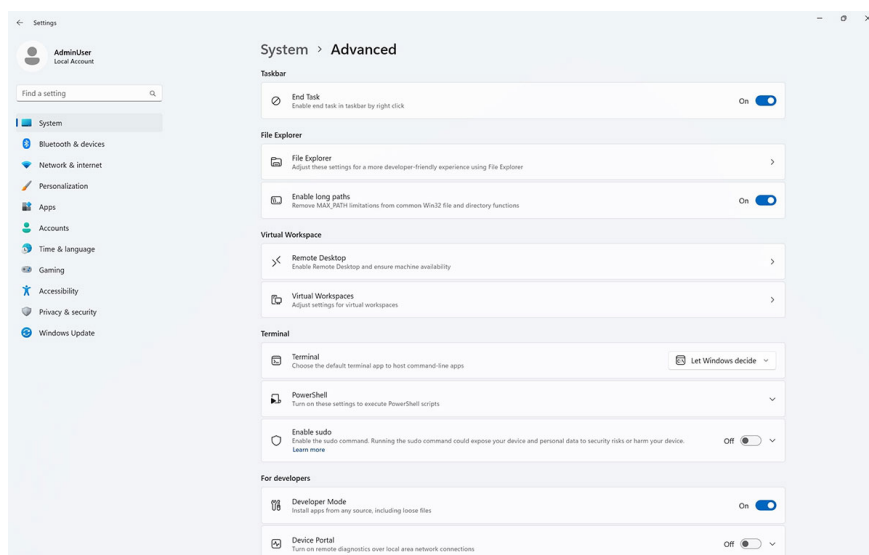 Settings
AdminUser
Local Account
Find a setting
System
Bluetooth & devices
Network & internet
Personalization
Apps
Accounts
Time & language
Gaming
Accessibility
Privacy & security
Windows Update
System > Advanced
Taskbar
End Task
Enable end task in taskbar by right click
On
File Explorer
File Explorer
Adjust these settings for a more developer-friendly experience using File Explorer
Enable long paths
Remove MAX_PATH limitations from common Win32 file and directory functions
On
Virtual Workspace
Remote Desktop
Enable Remote Desktop and ensure machine availability
Virtual Workspaces
Adjust settings for virtual workspaces
Terminal
Terminal
Choose the default terminal app to host command-line apps
Let Windows decide
PowerShell
Turn on these settings to execute PowerShell scripts
Enable sudo
Enable the sudo command. Running the sudo command could expose your device and personal data to security risks or harm your device.
Learn more
Off
For developers
Developer Mode
Install apps from any source, including loose files
On
Device Portal
Turn on remote diagnostics over local area network connections
Off